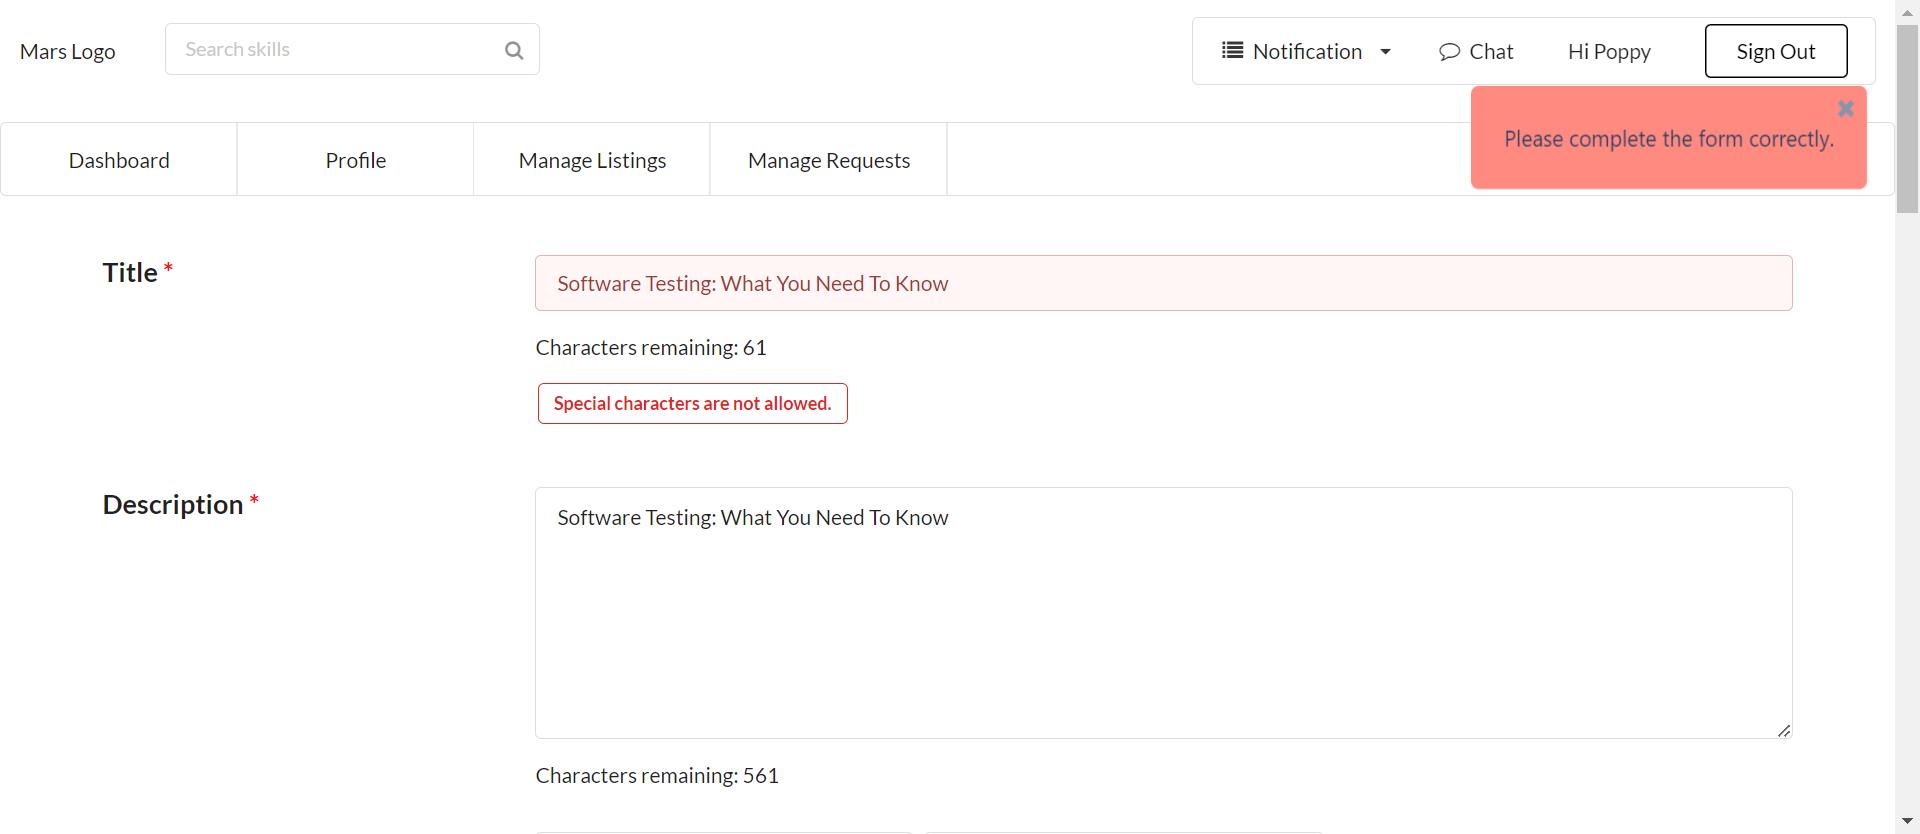 Mars Logo
Search skills
Notification
Chat
Hi Poppy
Sign Out
Please complete the form correctly.
Dashboard
Profile
Manage Listings
Manage Requests
Title *
Software Testing: What You Need To Know
Characters remaining: 61
Special characters are not allowed.
Description *
Software Testing: What You Need To Know
Characters remaining: 561